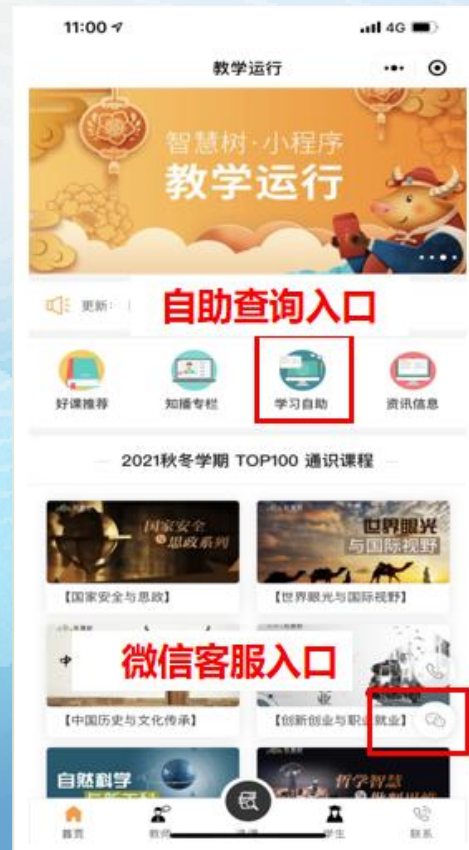 11:00
4G
教学运行
智慧树·小程序
教学运行
更新：
自助查询入口
好课推荐
知播专栏
学习自助
资讯信息
2021秋冬学期 TOP100 通识课程
国家安全
与思政系列
世界眼光
与国际视野
【国家安全与思政】
【世界眼光与国际视野】
中
微信客服入口
业
【中国历史与文化传承】
【创新创业与职业就业】
自然科学
哲学智慧
首页
教师
学生
联系